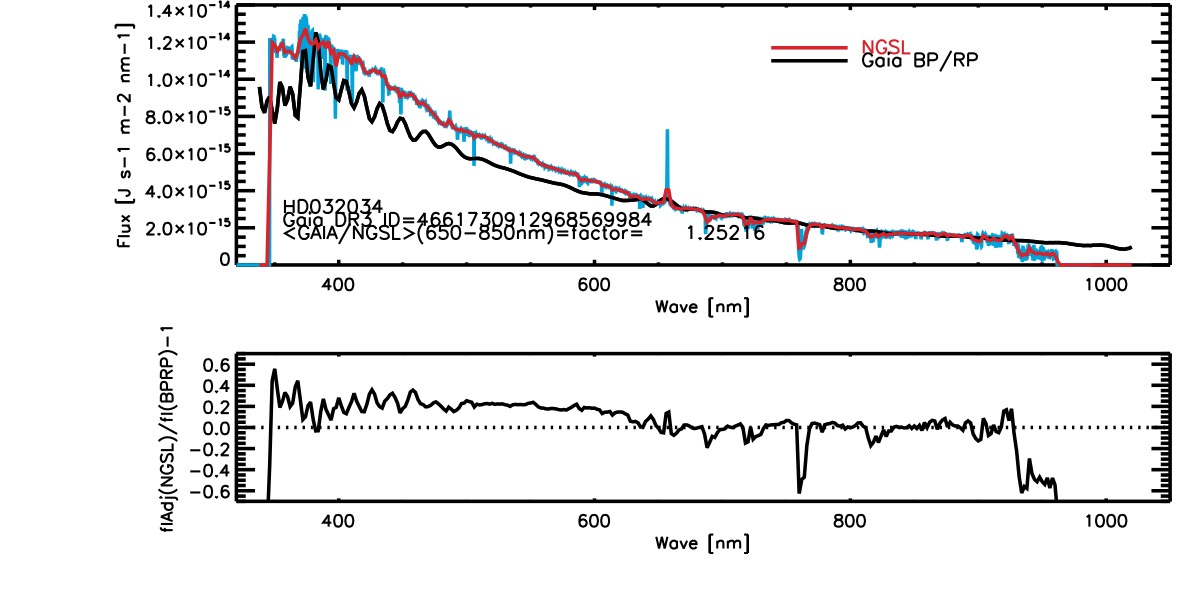 1.4×10⁻¹⁴
1.2×10⁻¹⁴
1.0×10⁻¹⁴
8.0×10⁻¹⁵
6.0×10⁻¹⁵
4.0×10⁻¹⁵
2.0×10⁻¹⁵
0
Flux [J s−1 m−2 nm−1]
NGSL
Gaia BP/RP
HD032034
Gaia DR3 ID=4661730912968569984
<GAIA/NGSL>(650−850nm)=factor= 1.25216
400 600 800 1000
Wave [nm]
flAdj(NGSL)/fl(BPRP)−1
0.6
0.4
0.2
0.0
−0.2
−0.4
−0.6
400 600 800 1000
Wave [nm]